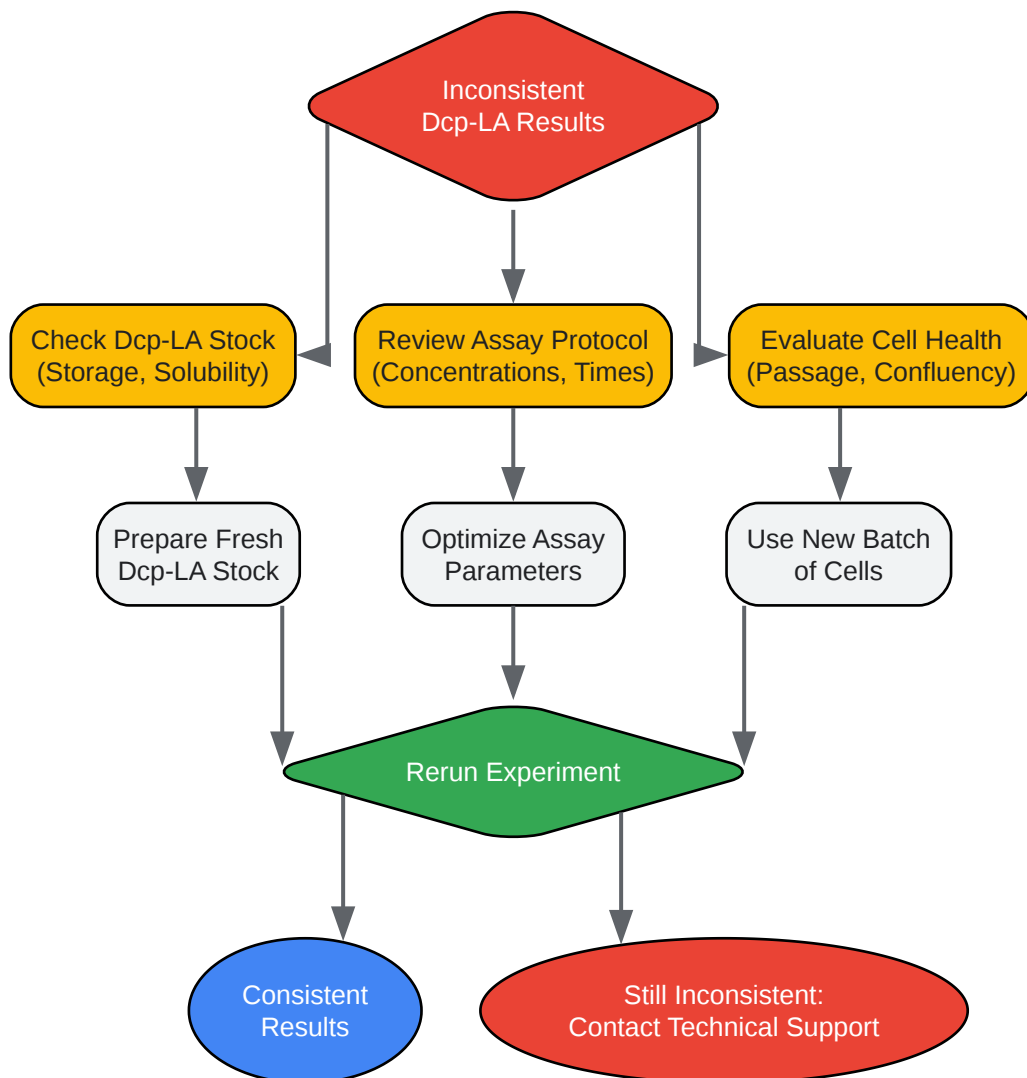 Inconsistent
Dcp-LA Results
Check Dcp-LA Stock
(Storage, Solubility)
Review Assay Protocol
(Concentrations, Times)
Evaluate Cell Health
(Passage, Confluency)
Prepare Fresh
Dcp-LA Stock
Optimize Assay
Parameters
Use New Batch
of Cells
Rerun Experiment
Consistent
Results
Still Inconsistent:
Contact Technical Support